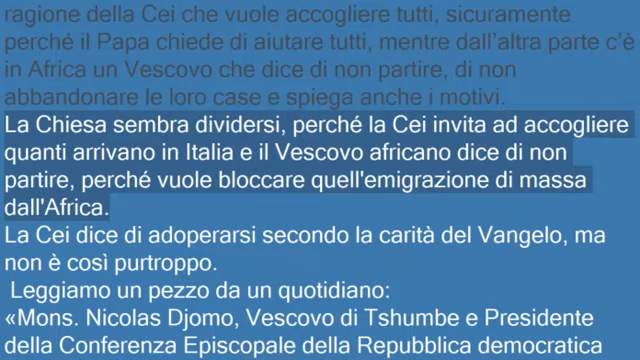 ragione della Cei che vuole accogliere tutti, sicuramente
perché il Papa chiede di aiutare tutti, mentre dall'altra parte c'è
in Africa un Vescovo che dice di non partire, di non
abbandonare le loro case e spiega anche i motivi.
La Chiesa sembra dividersi, perché la Cei invita ad accogliere
quanti arrivano in Italia e il Vescovo africano dice di non
partire, perché vuole bloccare quell'emigrazione di massa
dall'Africa.
La Cei dice di adoperarsi secondo la carità del Vangelo, ma
non è così purtroppo.
Leggiamo un pezzo da un quotidiano:
«Mons. Nicolas Djomo, Vescovo di Tshumbe e Presidente
della Conferenza Episcopale della Repubblica democratica